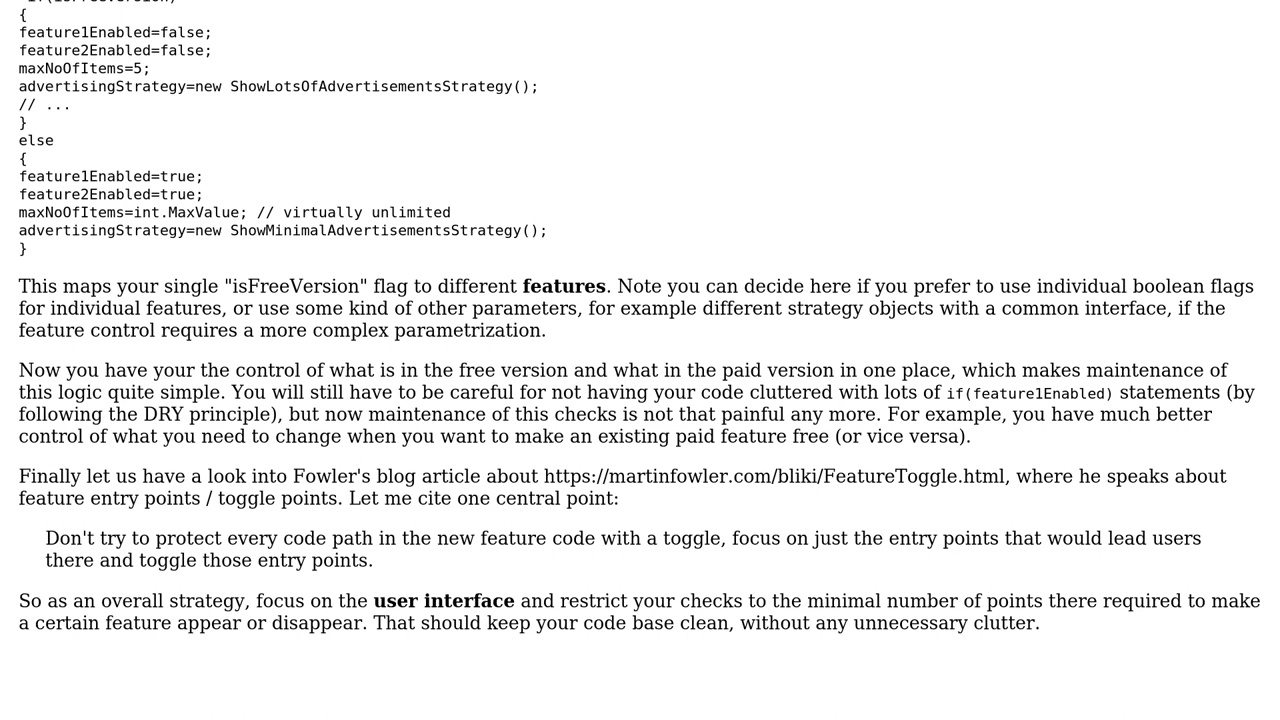 {
feature1Enabled=false;
feature2Enabled=false;
maxNoOfItems=5;
advertisingStrategy=new ShowLotsOfAdvertisementsStrategy();
// ...
}
else
{
feature1Enabled=true;
feature2Enabled=true;
maxNoOfItems=int.MaxValue; // virtually unlimited
advertisingStrategy=new ShowMinimalAdvertisementsStrategy();
}
This maps your single "isFreeVersion" flag to different features. Note you can decide here if you prefer to use individual boolean flags
for individual features, or use some kind of other parameters, for example different strategy objects with a common interface, if the
feature control requires a more complex parametrization.
Now you have your the control of what is in the free version and what in the paid version in one place, which makes maintenance of
this logic quite simple. You will still have to be careful for not having your code cluttered with lots of if(feature1Enabled) statements (by
following the DRY principle), but now maintenance of this checks is not that painful any more. For example, you have much better
control of what you need to change when you want to make an existing paid feature free (or vice versa).
Finally let us have a look into Fowler's blog article about https://martinfowler.com/bliki/FeatureToggle.html, where he speaks about
feature entry points / toggle points. Let me cite one central point:
Don't try to protect every code path in the new feature code with a toggle, focus on just the entry points that would lead users
there and toggle those entry points.
So as an overall strategy, focus on the user interface and restrict your checks to the minimal number of points there required to make
a certain feature appear or disappear. That should keep your code base clean, without any unnecessary clutter.